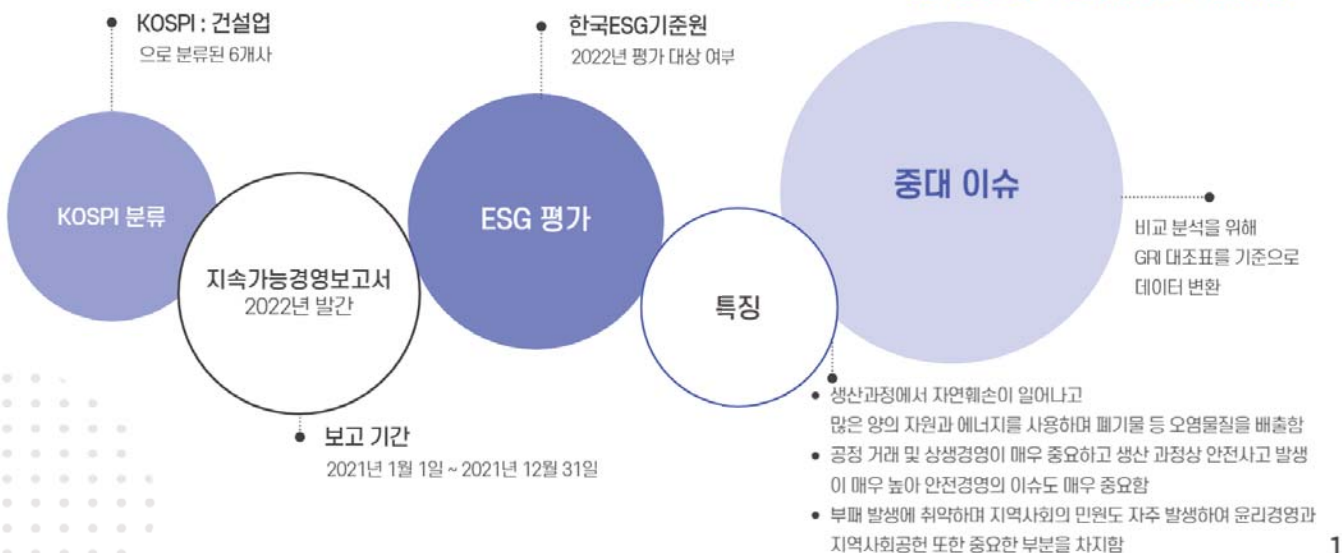 KOSPI : 건설업
으로 분류된 6개사
한국ESG기준원
2022년 평가 대상 여부
KOSPI 분류
지속가능경영보고서
2022년 발간
ESG 평가
특징
중대 이슈
비교 분석을 위해
GRI 대조표를 기준으로
데이터 변환
보고 기간
2021년 1월 1일 ~ 2021년 12월 31일
생산과정에서 자연훼손이 일어나고
많은 양의 자원과 에너지를 사용하며 폐기물 등 오염물질을 배출함
공정 거래 및 상생경영이 매우 중요하고 생산 과정상 안전사고 발생
이 매우 높아 안전경영의 이슈도 매우 중요함
부패 발생에 취약하며 지역사회의 민원도 자주 발생하여 윤리경영과
지역사회공헌 또한 중요한 부분을 차지함
1